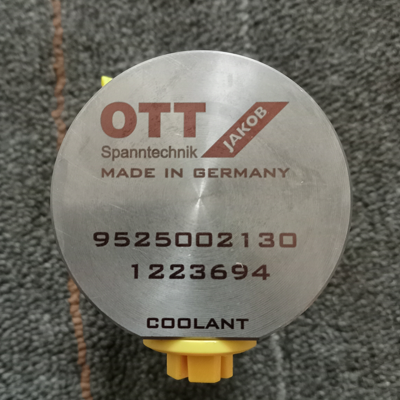 OTT
JAKOB
Spanntechnik
MADE IN GERMANY
9525002130
1223694
COOLANT